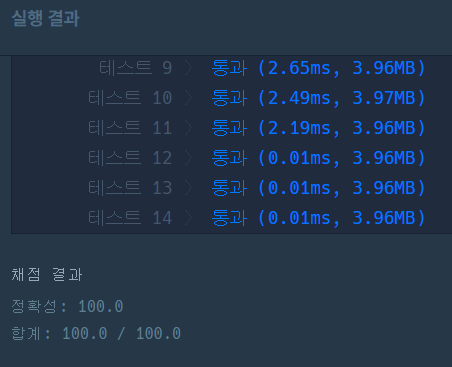 실행 결과
테스트 9 〉 통과 (2.65ms, 3.96MB)
테스트 10 〉 통과 (2.49ms, 3.97MB)
테스트 11 〉 통과 (2.19ms, 3.96MB)
테스트 12 〉 통과 (0.01ms, 3.96MB)
테스트 13 〉 통과 (0.01ms, 3.96MB)
테스트 14 〉 통과 (0.01ms, 3.96MB)
채점 결과
정확성: 100.0
합계: 100.0 / 100.0